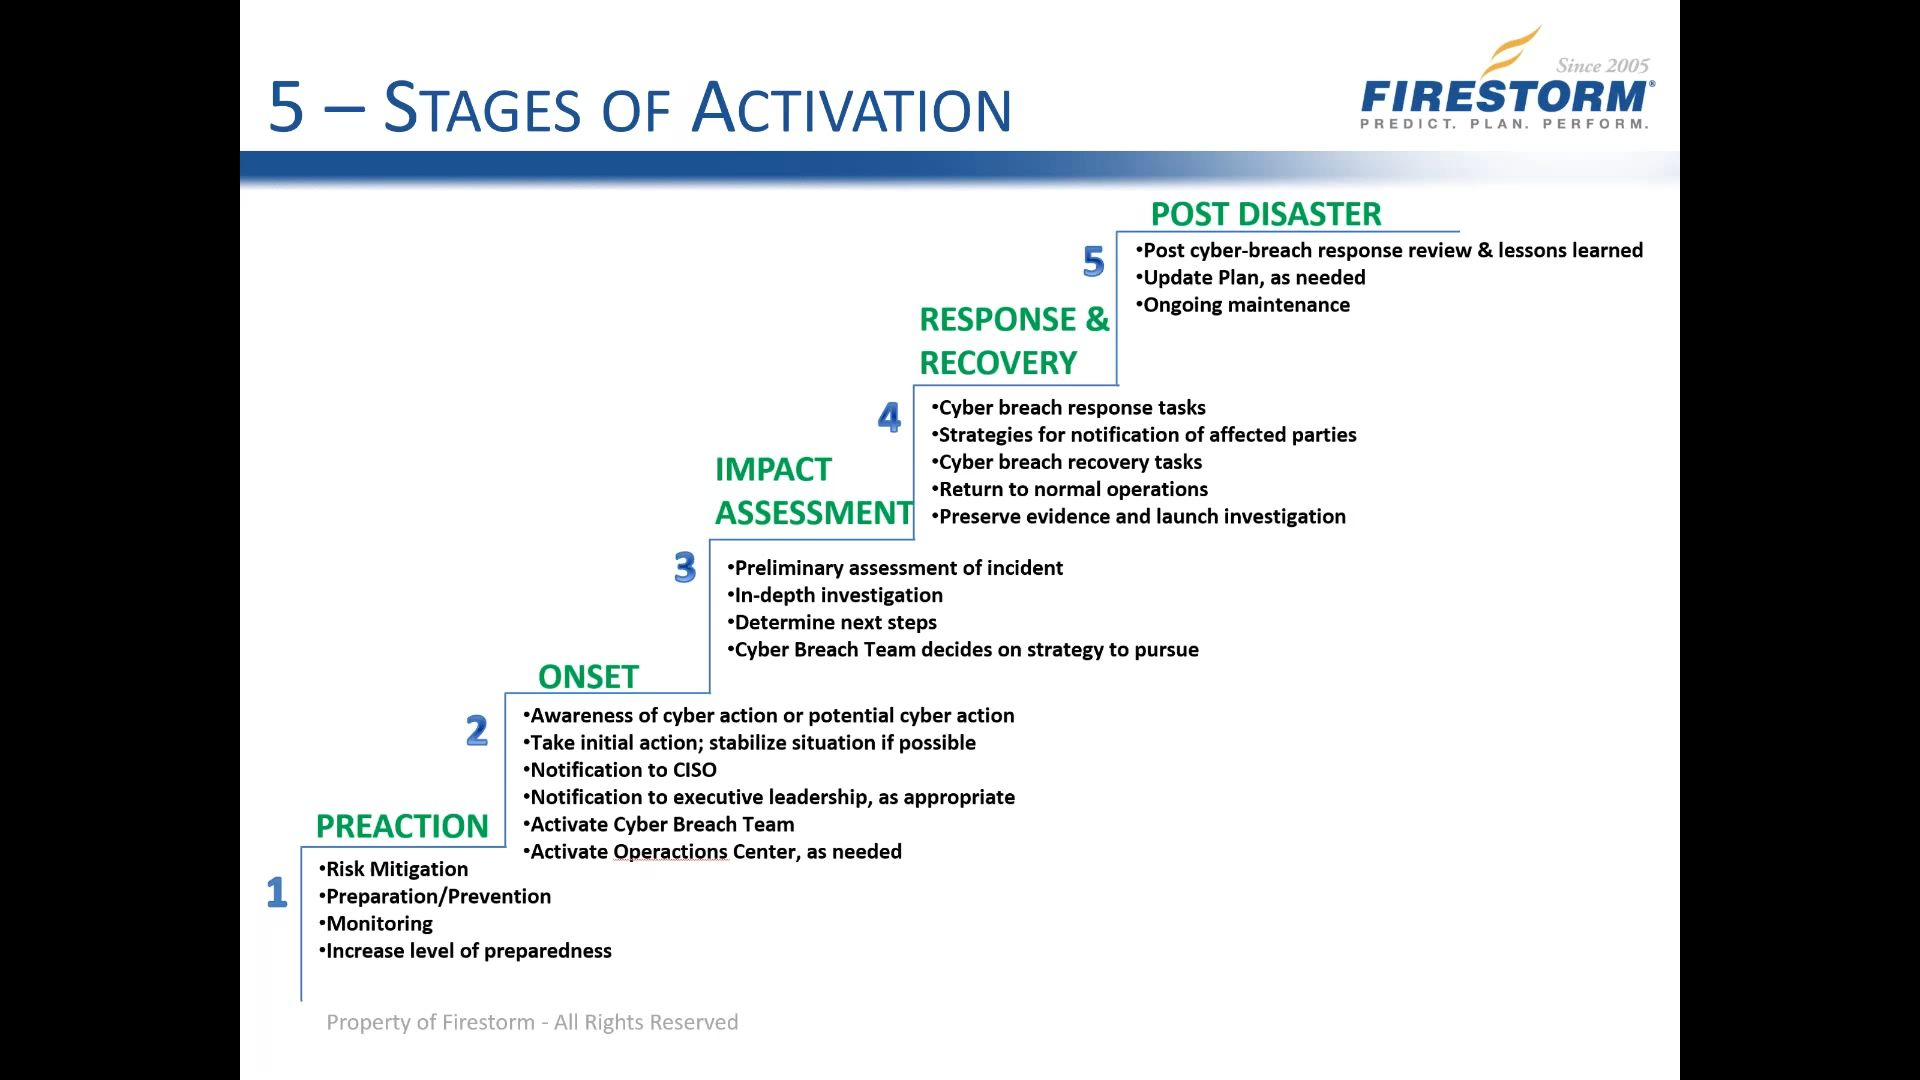 5 – STAGES OF ACTIVATION
Since 2005
FIRESTORM®
PREDICT. PLAN. PERFORM.
POST DISASTER
5
•Post cyber-breach response review & lessons learned
•Update Plan, as needed
•Ongoing maintenance
RESPONSE &
RECOVERY
4
•Cyber breach response tasks
•Strategies for notification of affected parties
•Cyber breach recovery tasks
•Return to normal operations
•Preserve evidence and launch investigation
IMPACT
ASSESSMENT
3
•Preliminary assessment of incident
•In-depth investigation
•Determine next steps
•Cyber Breach Team decides on strategy to pursue
ONSET
2
•Awareness of cyber action or potential cyber action
•Take initial action; stabilize situation if possible
•Notification to CISO
•Notification to executive leadership, as appropriate
•Activate Cyber Breach Team
•Activate Operactions Center, as needed
PREACTION
1
•Risk Mitigation
•Preparation/Prevention
•Monitoring
•Increase level of preparedness
Property of Firestorm - All Rights Reserved